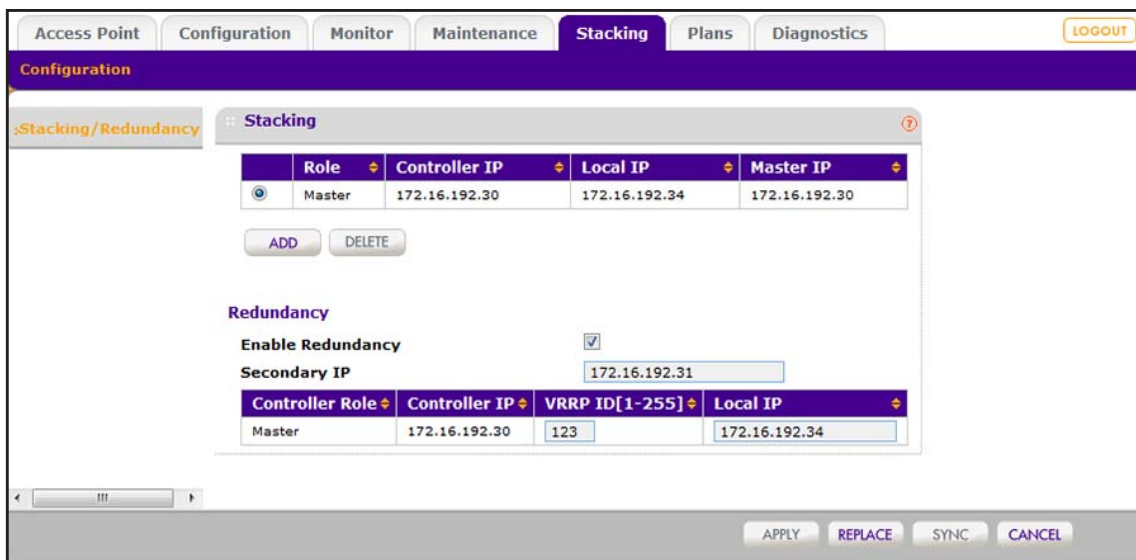 Access Point Configuration Monitor Maintenance Stacking Plans Diagnostics LOGOUT
Configuration
Stacking/Redundancy
Stacking
?
Role Controller IP Local IP Master IP
Master 172.16.192.30 172.16.192.34 172.16.192.30
ADD DELETE
Redundancy
Enable Redundancy
Secondary IP 172.16.192.31
Controller Role Controller IP VRRP ID[1-255] Local IP
Master 172.16.192.30 123 172.16.192.34
APPLY REPLACE SYNC CANCEL